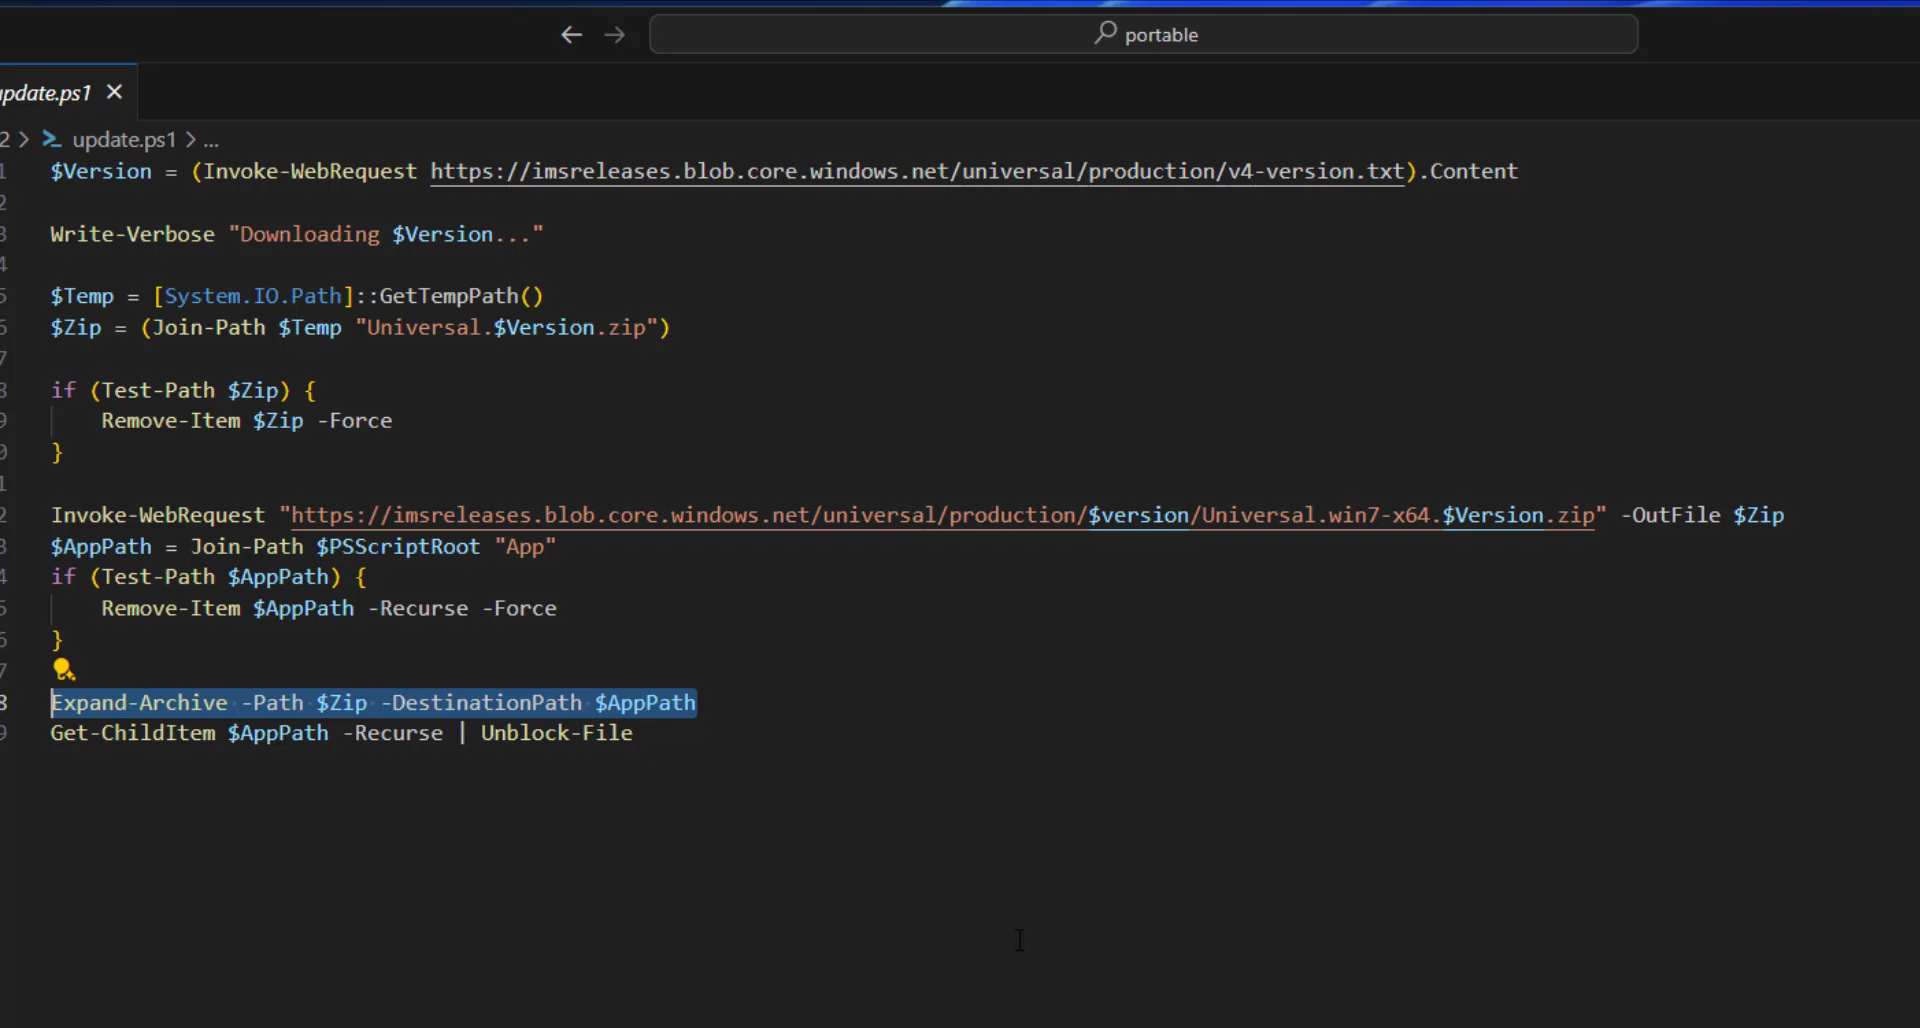 portable
update.ps1
2 > update.ps1 > ...
$Version = (Invoke-WebRequest https://imsreleases.blob.core.windows.net/universal/production/v4-version.txt).Content
Write-Verbose "Downloading $Version..."
$Temp = [System.IO.Path]::GetTempPath()
$Zip = (Join-Path $Temp "Universal.$Version.zip")
if (Test-Path $Zip) {
Remove-Item $Zip -Force
}
Invoke-WebRequest "https://imsreleases.blob.core.windows.net/universal/production/$version/Universal.win7-x64.$Version.zip" -OutFile $Zip
$AppPath = Join-Path $PSScriptRoot "App"
if (Test-Path $AppPath) {
Remove-Item $AppPath -Recurse -Force
}
Expand-Archive -Path $Zip -DestinationPath $AppPath
Get-ChildItem $AppPath -Recurse | Unblock-File